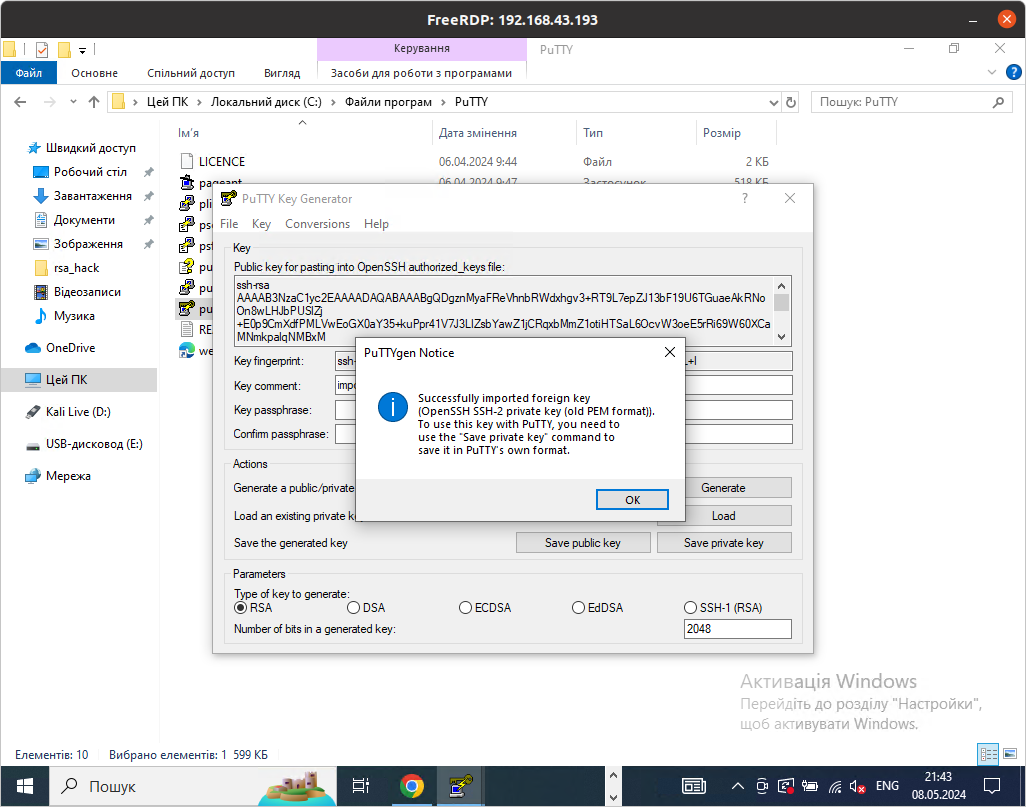 FreeRDP: 192.168.43.193
Керування
PuTTY
Файл
Основне
Спільний доступ
Вигляд
Засоби для роботи з програмами
Цей ПК
Локальний диск (C:)
Файли програм
PuTTY
Пошук: PuTTY
Ім'я
Дата змінення
Тип
Розмір
Швидкий доступ
Робочий стіл
Завантаження
Документи
Зображення
rsa_hack
Відеозаписи
Музика
OneDrive
Цей ПК
Kali Live (D:)
USB-дисковод (E:)
Мережа
LICENCE
06.04.2024 9:44
Файл
2 КБ
pageant
06.04.2024 9:47
Застосунок
518 КБ
pli
psc
psf
pu
pu
pu
RE
we
PuTTY Key Generator
?
File
Key
Conversions
Help
Key
Public key for pasting into OpenSSH authorized_keys file:
ssh-rsa
AAAAB3NzaC1yc2EAAAADAQABAAABgQDgznMyaFReVhnbRWdxhgv3+RT9L7epZJ13bF19U6TGuaeAkRNo
On8wLHJbPUSIZj
+E0p9CmXdfPMLVwEoGX0aY35+kuPpr41V7J3LIZsbYawZ1jCRqxbMmZ1otiHTSaL6OcvW3oeE5rRi69W60XCa
MNmkpalqNMBxM
Key fingerprint:
ssh-
L+I
Key comment:
impo
Key passphrase:
Confirm passphrase:
PuTTYgen Notice
Successfully imported foreign key
(OpenSSH SSH-2 private key (old PEM format)).
To use this key with PuTTY, you need to
use the "Save private key" command to
save it in PuTTY's own format.
OK
Actions
Generate a public/private
Generate
Load an existing private k
Load
Save the generated key
Save public key
Save private key
Parameters
Type of key to generate:
RSA
DSA
ECDSA
EdDSA
SSH-1 (RSA)
Number of bits in a generated key:
2048
Активація Windows
Перейдіть до розділу "Настройки",
щоб активувати Windows.
Елементів: 10
Вибрано елементів: 1
1 599 КБ
Пошук
ENG
21:43
08.05.2024